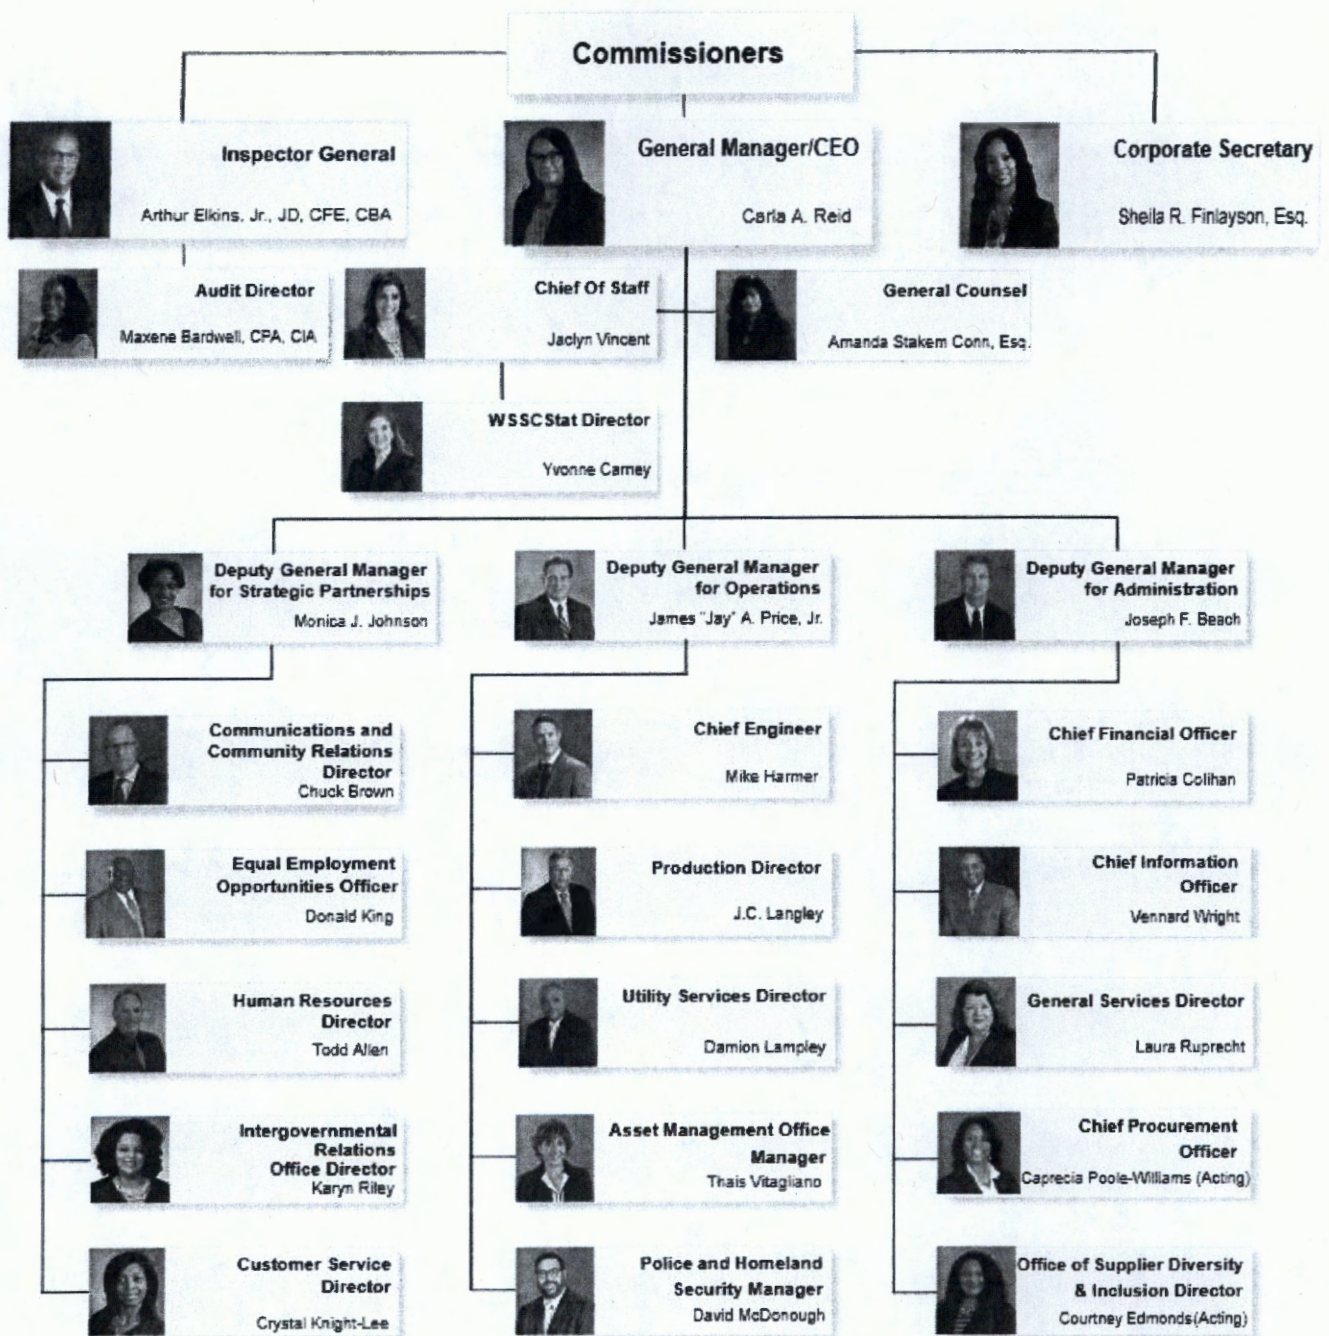 Commissioners
Inspector General
Arthur Elkins, Jr., JD, CFE, CBA
General Manager/CEO
Carla A. Reid
Corporate Secretary
Sheila R. Finlayson, Esq.
Audit Director
Maxene Bardwell, CPA, CIA
Chief Of Staff
Jaclyn Vincent
General Counsel
Amanda Stakem Conn, Esq.
WSSCStat Director
Yvonne Carney
Deputy General Manager
for Strategic Partnerships
Monica J. Johnson
Deputy General Manager
for Operations
James "Jay" A. Price, Jr.
Deputy General Manager
for Administration
Joseph F. Beach
Communications and
Community Relations
Director
Chuck Brown
Chief Engineer
Mike Harmer
Chief Financial Officer
Patricia Colihan
Equal Employment
Opportunities Officer
Donald King
Production Director
J.C. Langley
Chief Information
Officer
Vennard Wright
Human Resources
Director
Todd Allen
Utility Services Director
Damion Lampley
General Services Director
Laura Ruprecht
Intergovernmental
Relations
Office Director
Karyn Riley
Asset Management Office
Manager
Thais Vitagliano
Chief Procurement
Officer
Caprecia Poole-Williams (Acting)
Customer Service
Director
Crystal Knight-Lee
Police and Homeland
Security Manager
David McDonough
Office of Supplier Diversity
& Inclusion Director
Courtney Edmonds(Acting)